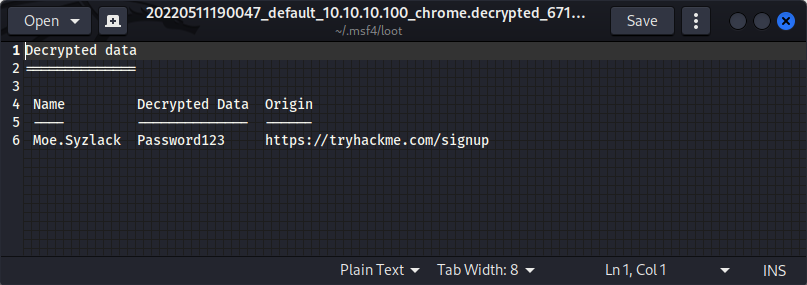 Open 20220511190047_default_10.10.10.100_chrome.decrypted_671... Save
~/.msf4/loot
1 Decrypted data
2 ==============
3
4 Name Decrypted Data Origin
5 ---- -------------- ------
6 Moe.Syzlack Password123 https://tryhackme.com/signup
Plain Text Tab Width: 8 Ln 1, Col 1 INS